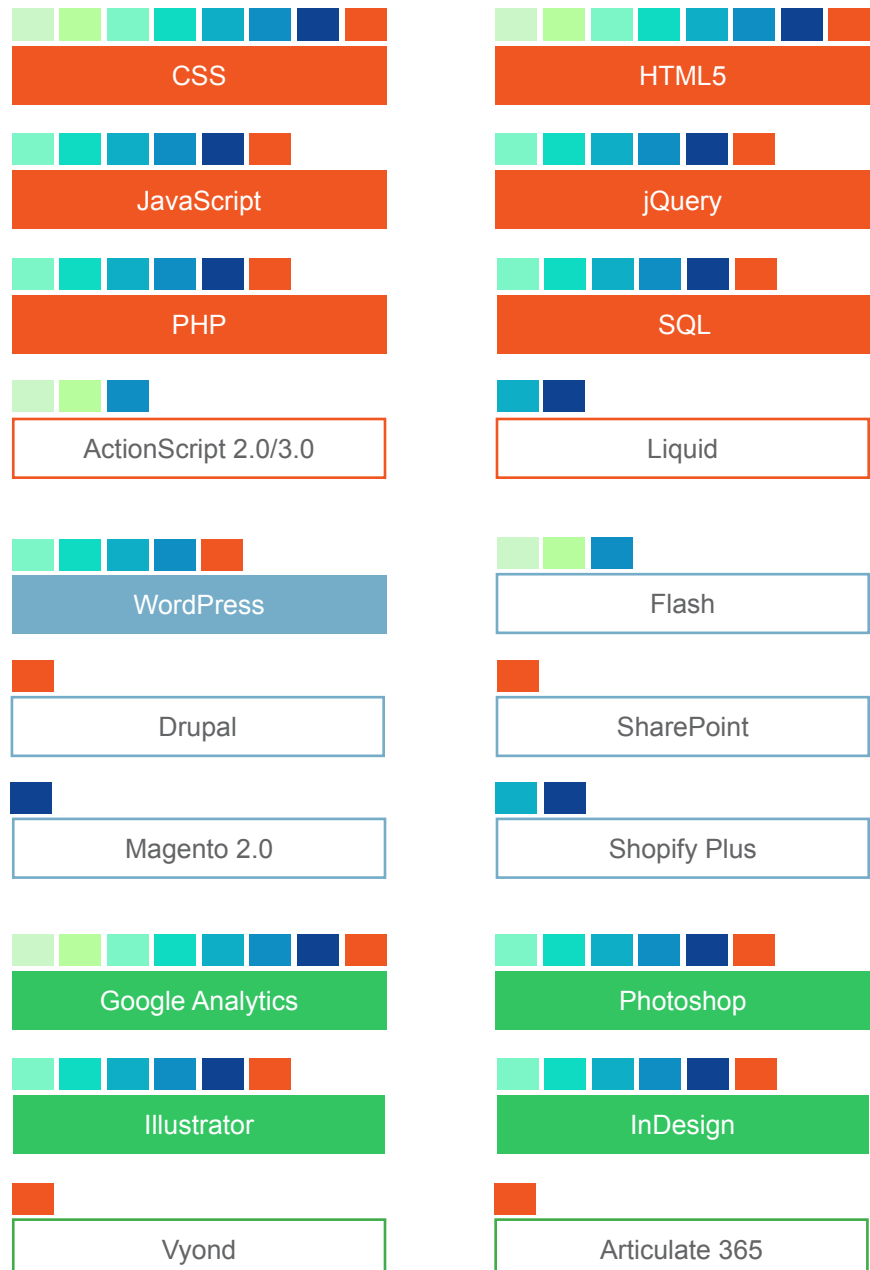 CSS
HTML5
JavaScript
jQuery
PHP
SQL
ActionScript 2.0/3.0
Liquid
WordPress
Flash
Drupal
SharePoint
Magento 2.0
Shopify Plus
Google Analytics
Photoshop
Illustrator
InDesign
Vyond
Articulate 365